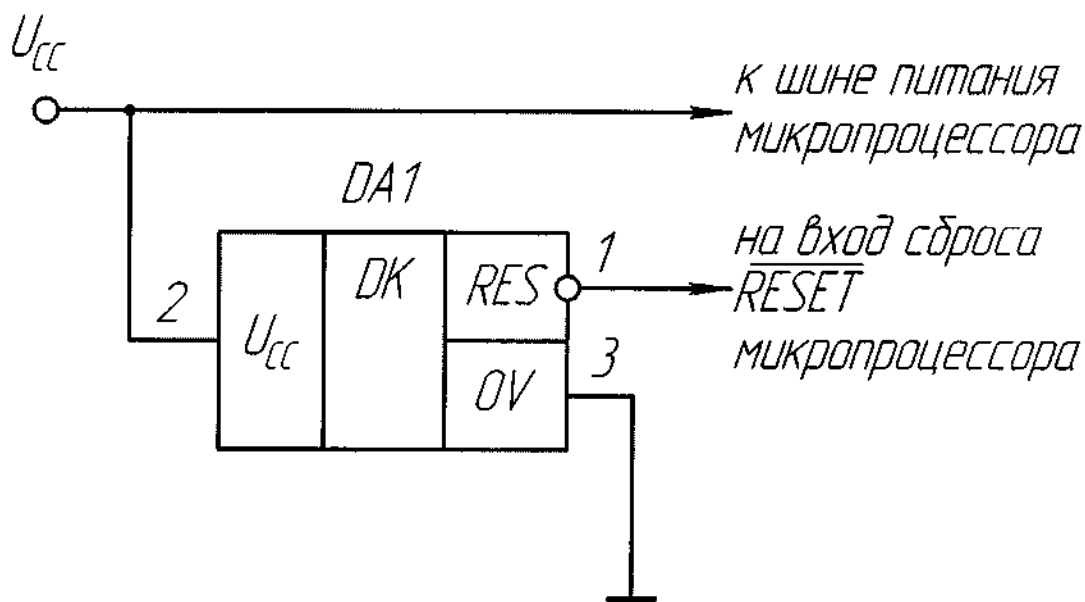 U_CC
к шине питания
микропроцессора
DA1
на вход сброса
RESET
микропроцессора
1
DK
RES
2
U_CC
3
0V